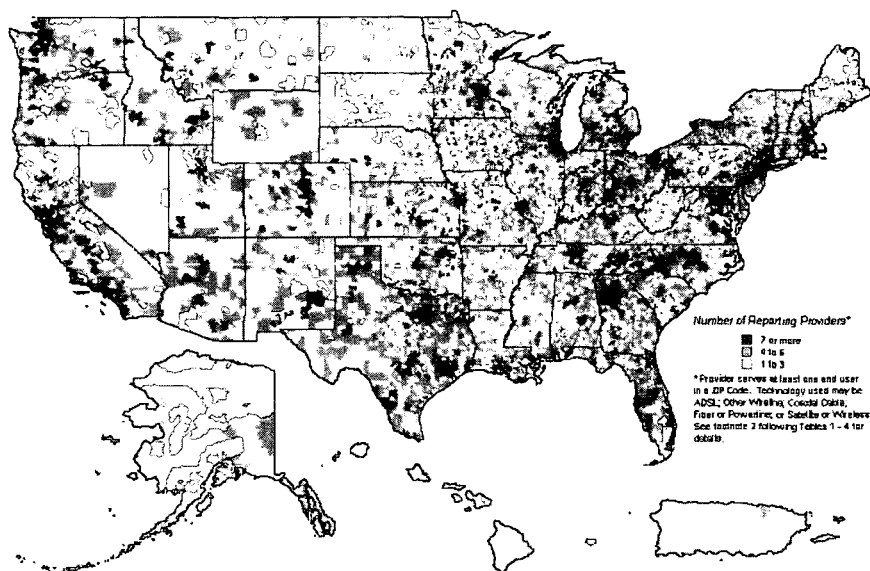 Number of Reporting Providers*
7 or more
4 to 6
1 to 3
*Provider serves at least one end user
in a ZIP Code. Technology used may be
ADSL; Other Wireline; Coaxial Cable;
Fiber or Powerline; or Satellite or Wireless
See footnote 2 following Tables 1 - 4 for
details.